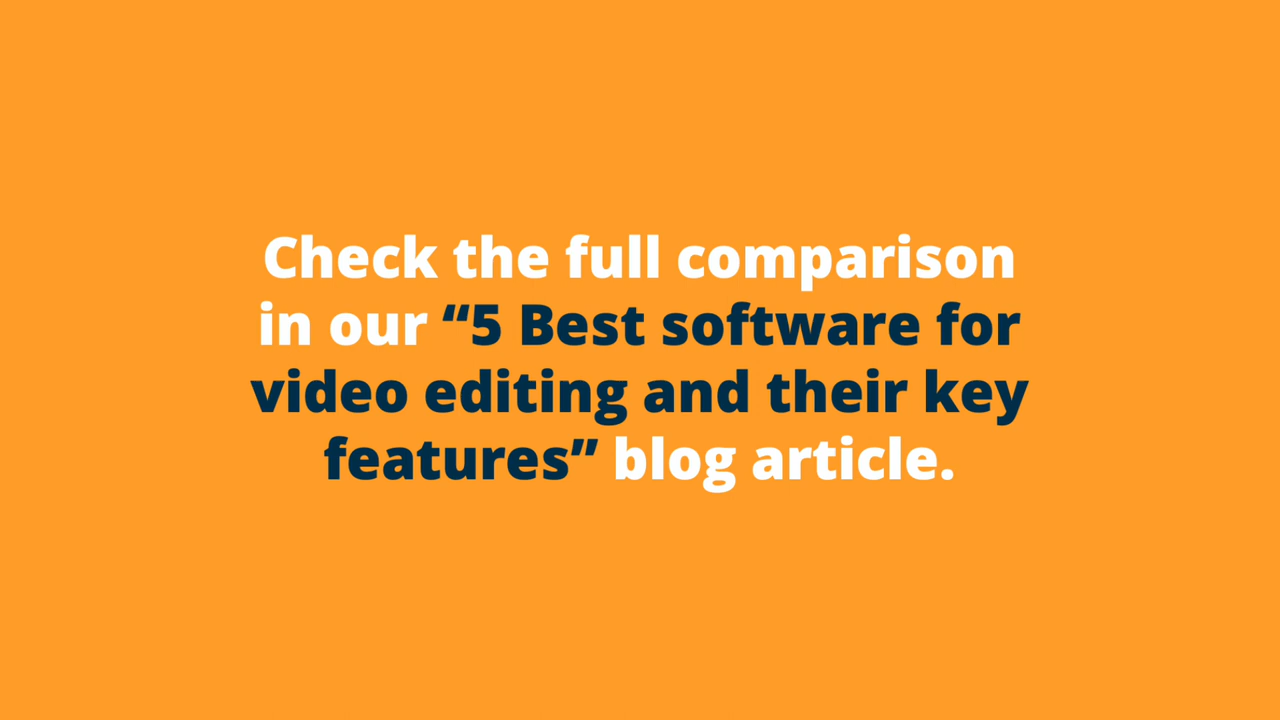 Check the full comparison
in our “5 Best software for
video editing and their key
features” blog article.